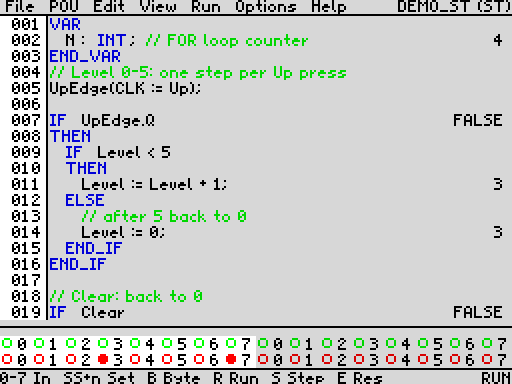 File POU Edit View Run Options Help DEMO_ST (ST)
001 VAR
002 N: INT; // FOR loop counter 4
003 END_VAR
004 // Level 0-5: one step per Up press
005 UpEdge(CLK := Up);
006
007 IF UpEdge.Q FALSE
008 THEN
009 IF Level < 5
010 THEN
011 Level := Level + 1; 3
012 ELSE
013 // after 5 back to 0
014 Level := 0; 3
015 END_IF
016 END_IF
017
018 // Clear: back to 0
019 IF Clear FALSE
0 1 2 3 4 5 6 7 0 1 2 3 4 5 6 7
0 1 2 3 4 5 6 7 0 1 2 3 4 5 6 7
0-7 In SS+n Set B Byte R Run S Step E Res RUN